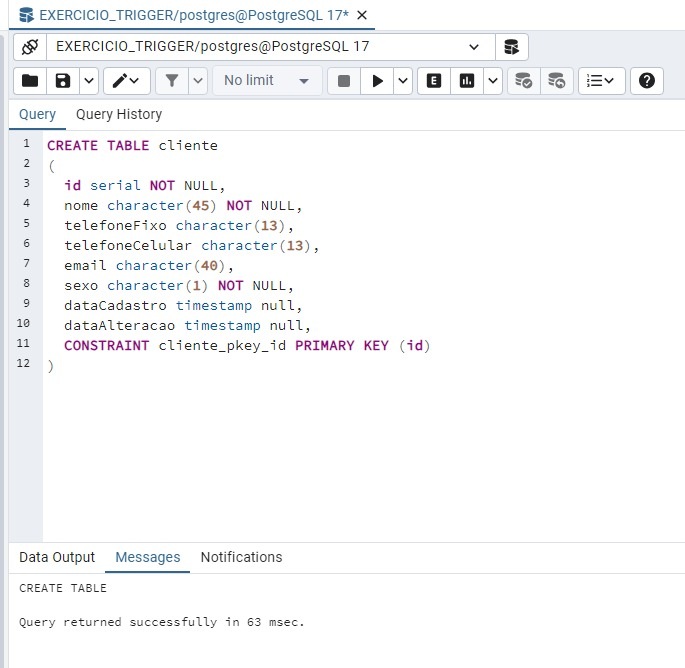 EXERCICIO_TRIGGER/postgres@PostgreSQL 17*
EXERCICIO_TRIGGER/postgres@PostgreSQL 17
No limit
E
Query Query History
1 CREATE TABLE cliente
2 (
3 id serial NOT NULL,
4 nome character(45) NOT NULL,
5 telefoneFixo character(13),
6 telefoneCelular character(13),
7 email character(40),
8 sexo character(1) NOT NULL,
9 dataCadastro timestamp null,
10 dataAlteracao timestamp null,
11 CONSTRAINT cliente_pkey_id PRIMARY KEY (id)
12 )
Data Output Messages Notifications
CREATE TABLE
Query returned successfully in 63 msec.